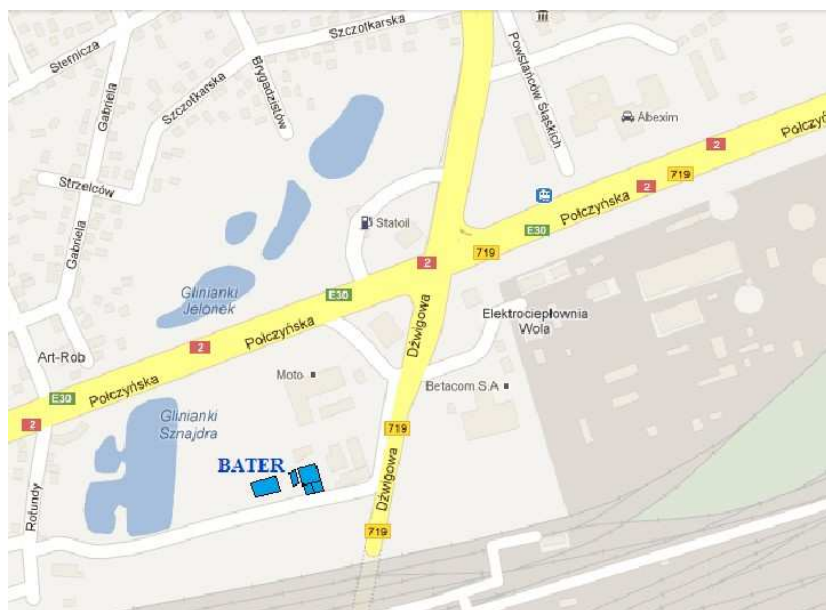 Szczotkarska
Sternicza
Gabriela
Szczotkarska
Brygadzistów
Powstańców Śląskich
Abexim
Połczyń
2
Strzelców
2
719
Połczyńska
Statoil
E30
Gabriela
719
2
Glinianki
Jelonek
E30
Dźwigowa
Elektrociepłownia
Wola
Połczyńska
2
Art-Rob
Moto
Betacom S.A
E30
Połczyńska
Glinianki
Sznajdra
2
719
BATER
Dźwigowa
Rotundy
719